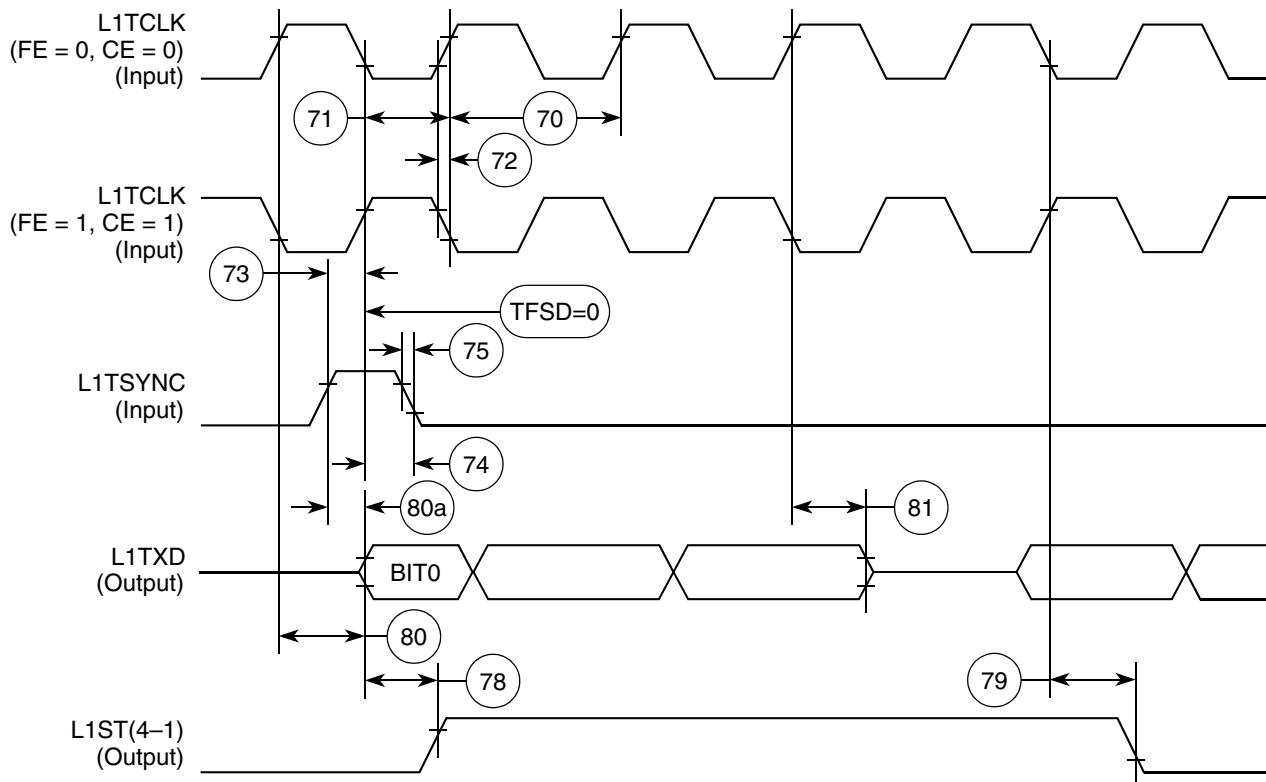 L1TCLK
(FE = 0, CE = 0)
(Input)
71
70
72
L1TCLK
(FE = 1, CE = 1)
(Input)
73
TFSD=0
75
L1TSYNC
(Input)
74
80a
81
L1TXD
(Output)
BIT0
80
78
79
L1ST(4–1)
(Output)